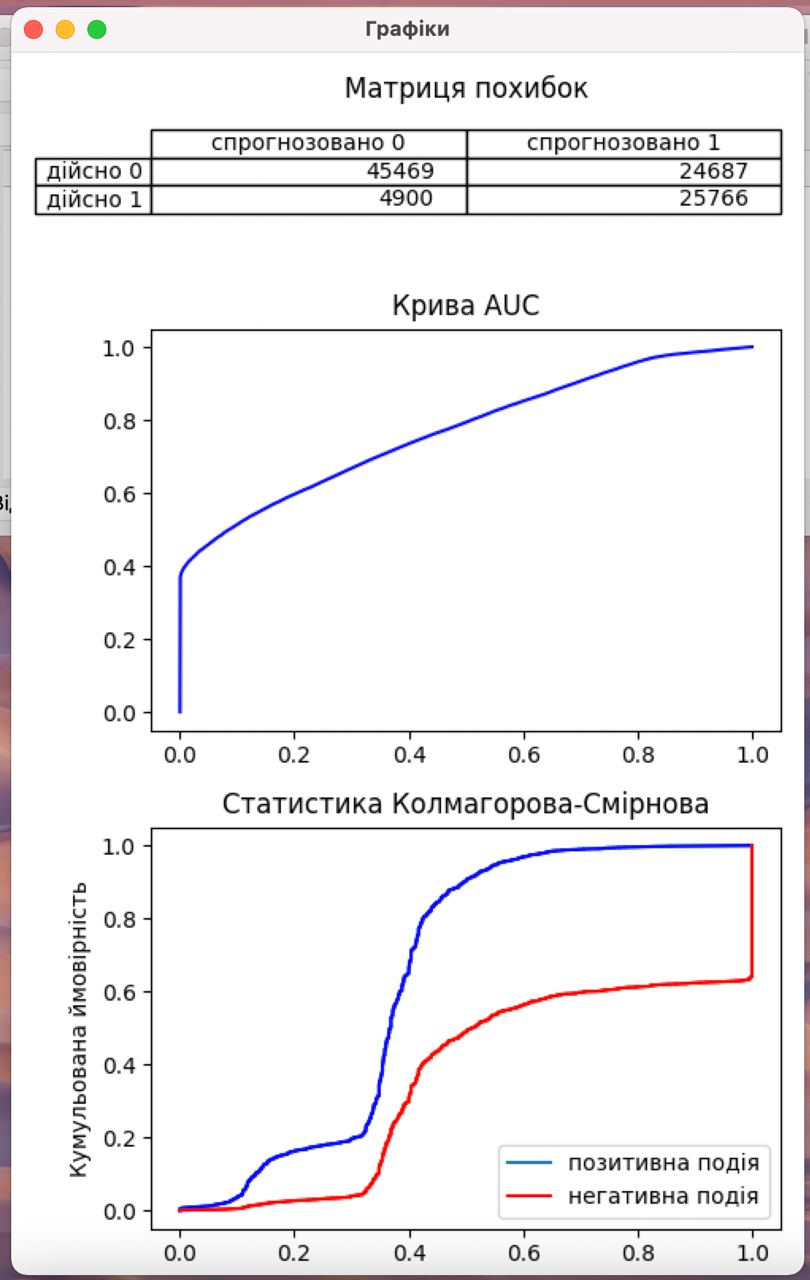 Графіки
Матриця похибок
спрогнозовано 0 спрогнозовано 1
дійсно 0 45469 24687
дійсно 1 4900 25766
Крива AUC
1.0
0.8
0.6
0.4
0.2
0.0
0.0 0.2 0.4 0.6 0.8 1.0
Статистика Колмагорова-Смірнова
Кумульована ймовірність
1.0
0.8
0.6
0.4
0.2
0.0
позитивна подія
негативна подія
0.0 0.2 0.4 0.6 0.8 1.0